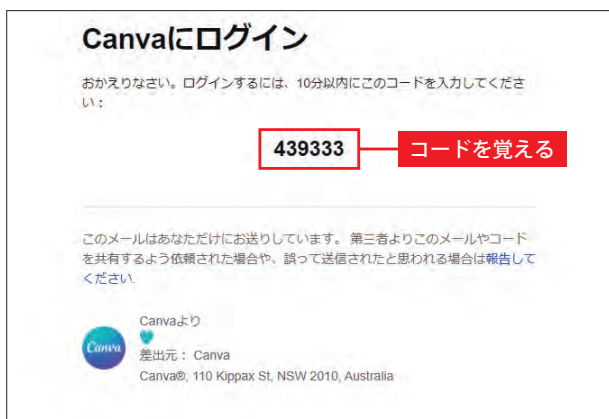 Canvaにログイン
おかえりなさい。ログインするには、10分以内にこのコードを入力してくださ
い：
439333
コードを覚える
このメールはあなただけにお送りしています。 第三者よりこのメールやコード
を共有するよう依頼された場合や、誤って送信されたと思われる場合は報告して
ください.
Canvaより
Canva
差出元： Canva
Canva®, 110 Kippax St, NSW 2010, Australia